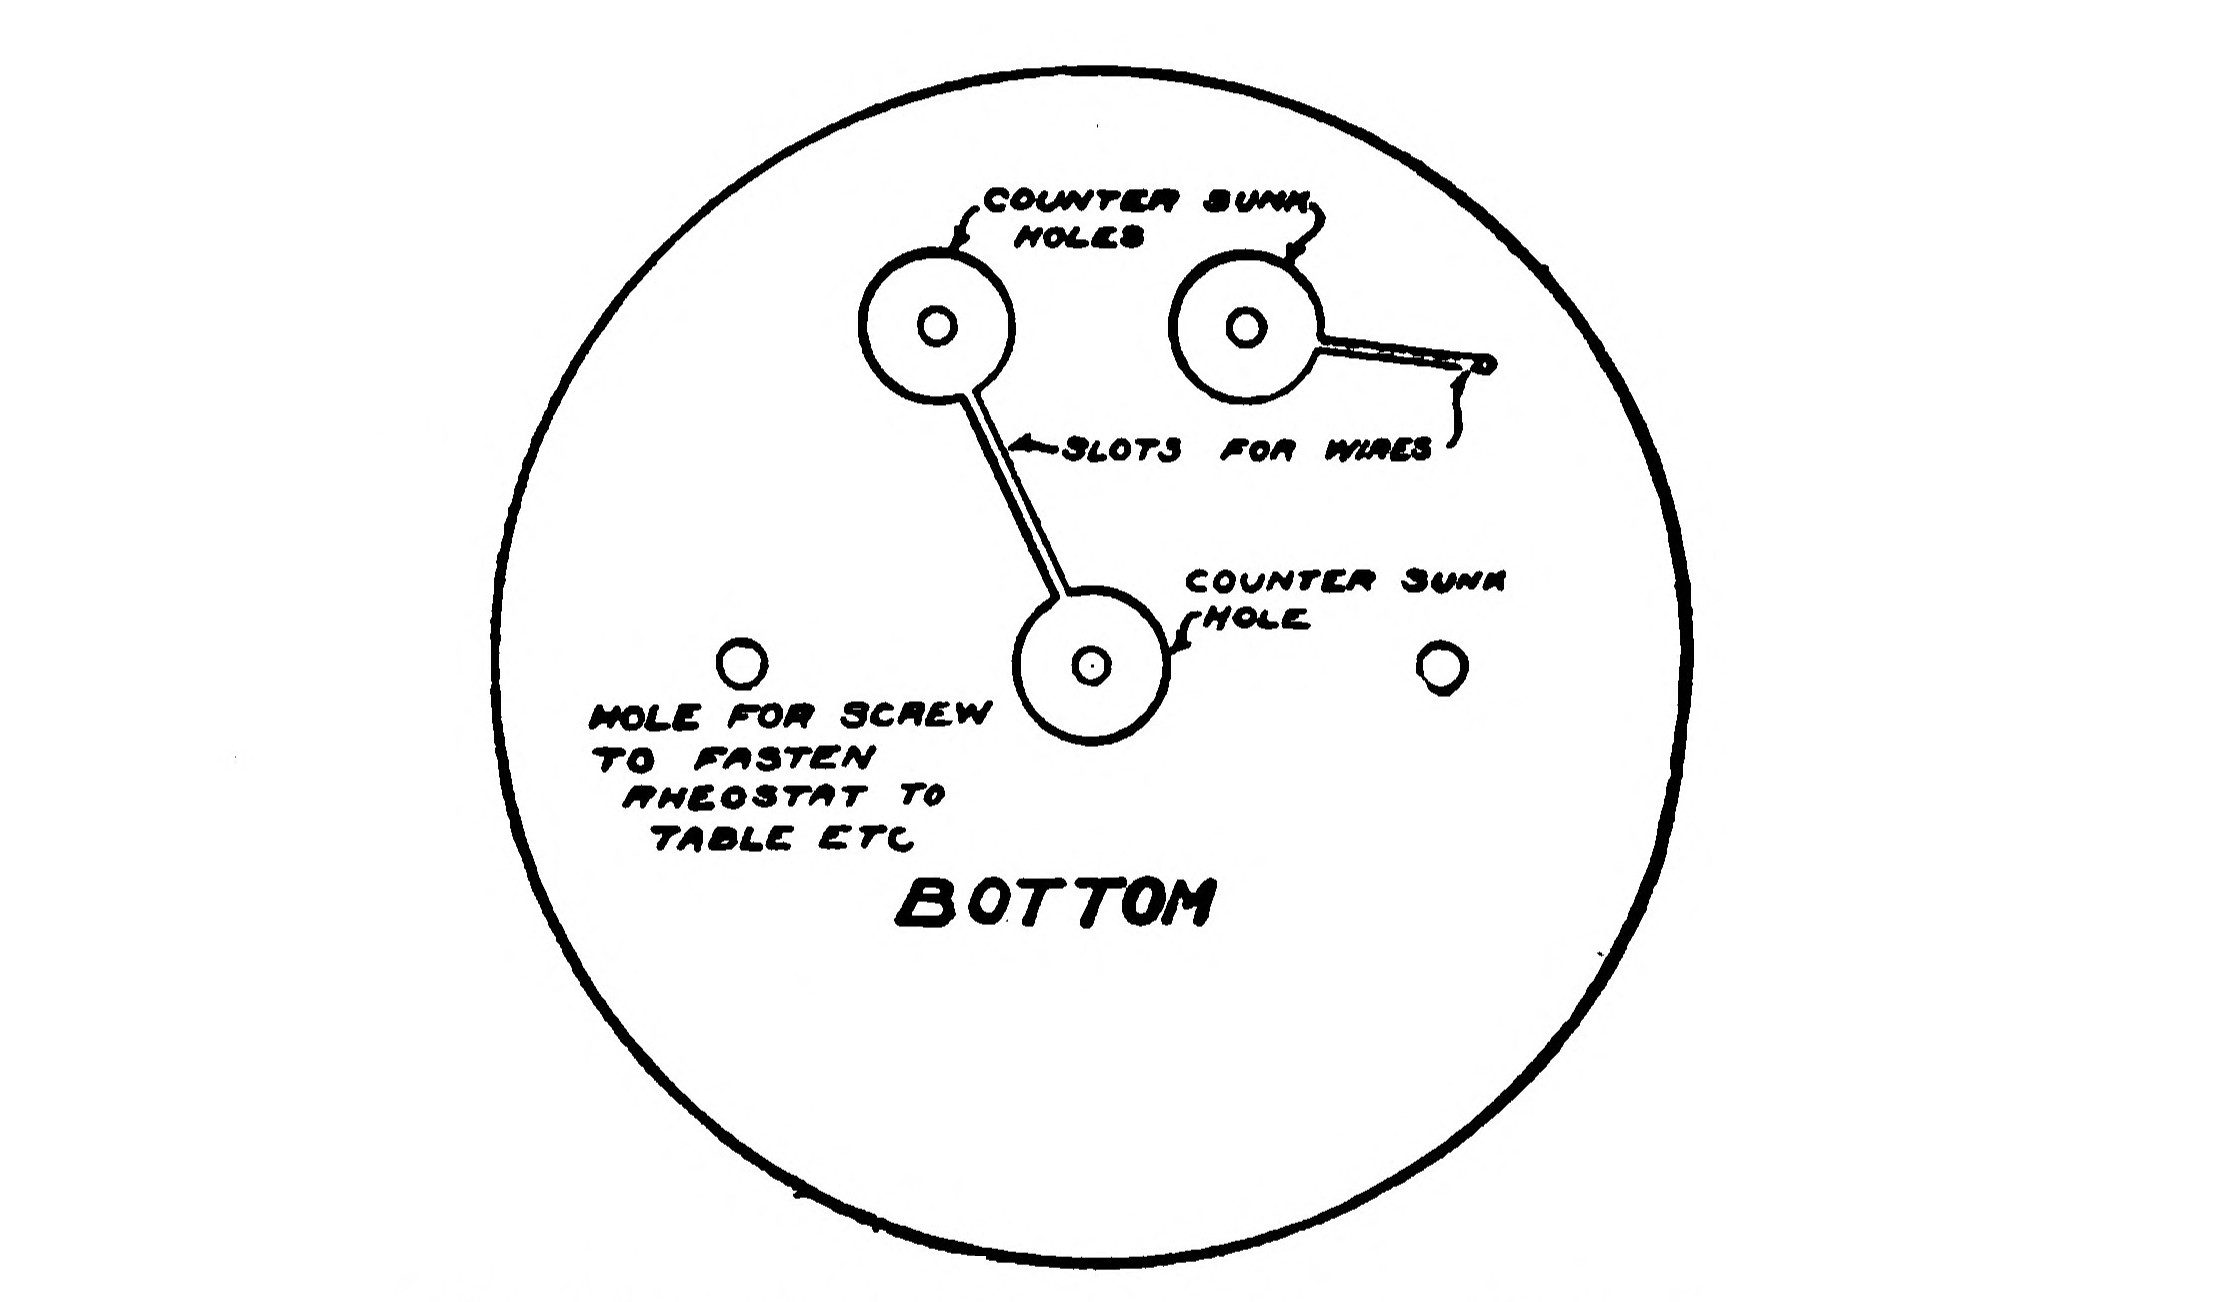 COUNTER SUNK
HOLES
SLOTS FOR WIRES
COUNTER SUNK
HOLE
HOLE FOR SCREW
TO FASTEN
RHEOSTAT TO
TABLE ETC
BOTTOM